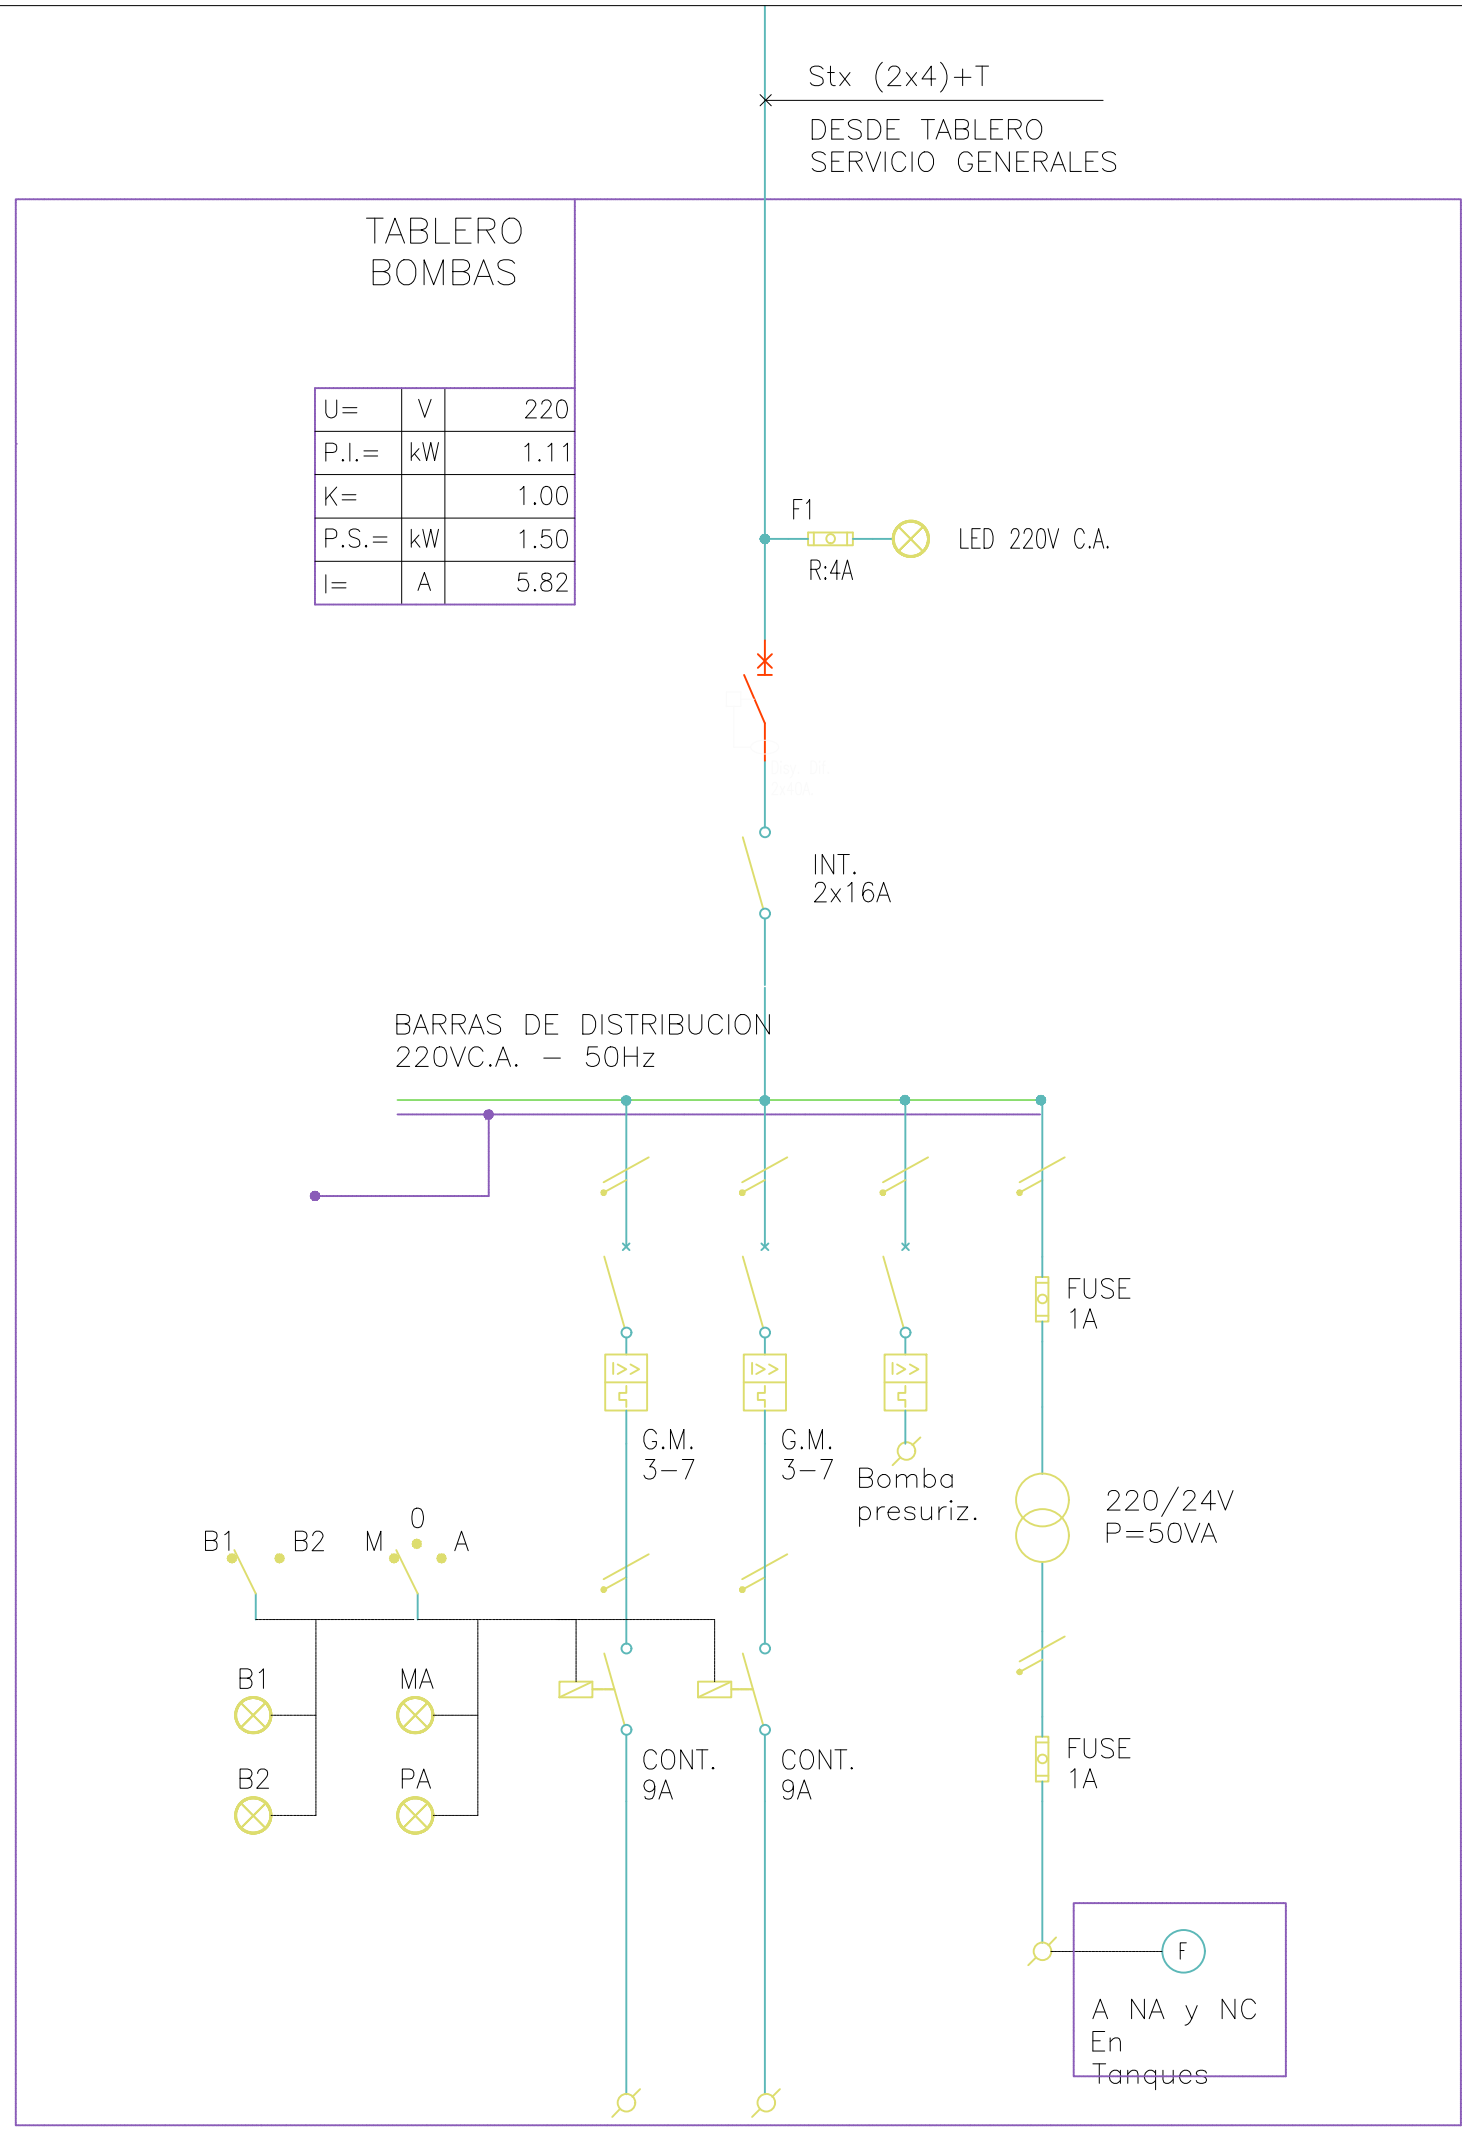 Stx (2x4)+T
DESDE TABLERO
SERVICIO GENERALES
TABLERO
BOMBAS
U= V 220
P.I.= kW 1.11
K= 1.00
P.S.= kW 1.50
I= A 5.82
F1
LED 220V C.A.
R:4A
INT.
2x16A
BARRAS DE DISTRIBUCION
220VC.A. – 50Hz
FUSE
1A
I>>
I>>
I>>
G.M.
3–7
G.M.
3–7
Bomba
presuriz.
220/24V
P=50VA
B1 B2
M 0 A
B1
MA
B2
PA
CONT.
9A
CONT.
9A
FUSE
1A
F
A NA y NC
En
Tanques